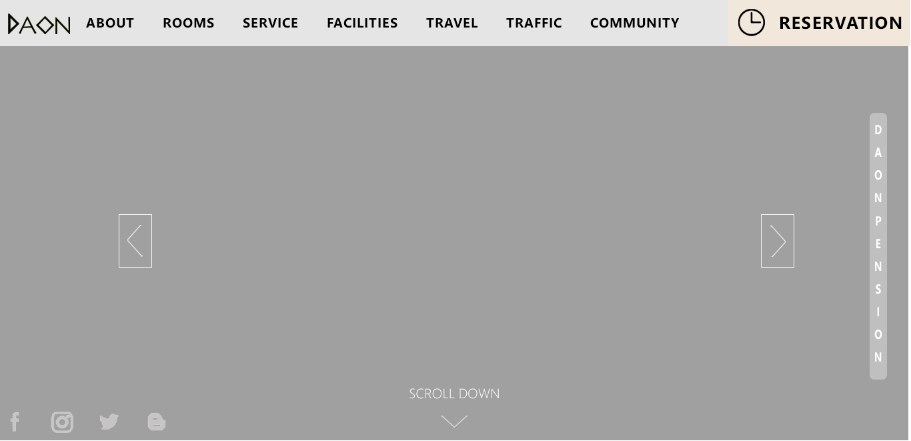 DAON ABOUT ROOMS SERVICE FACILITIES TRAVEL TRAFFIC COMMUNITY RESERVATION
DAONPENSION
SCROLL DOWN